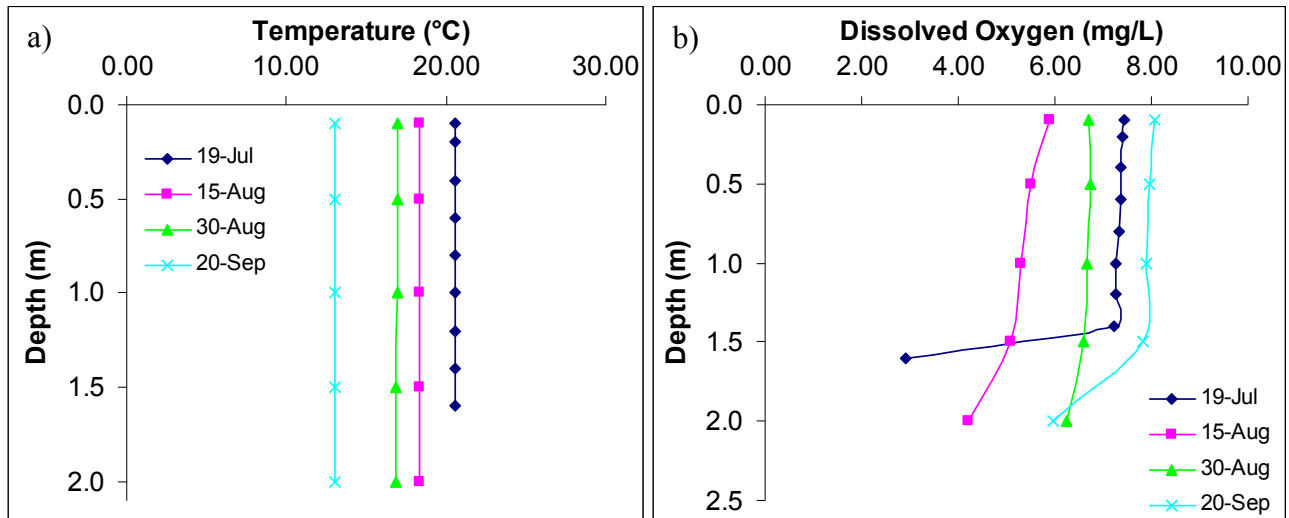 a)
Temperature (°C)
0.00 10.00 20.00 30.00
0.0
0.5
1.0
1.5
2.0
Depth (m)
19-Jul
15-Aug
30-Aug
20-Sep
b)
Dissolved Oxygen (mg/L)
0.00 2.00 4.00 6.00 8.00 10.00
0.0
0.5
1.0
1.5
2.0
2.5
Depth (m)
19-Jul
15-Aug
30-Aug
20-Sep